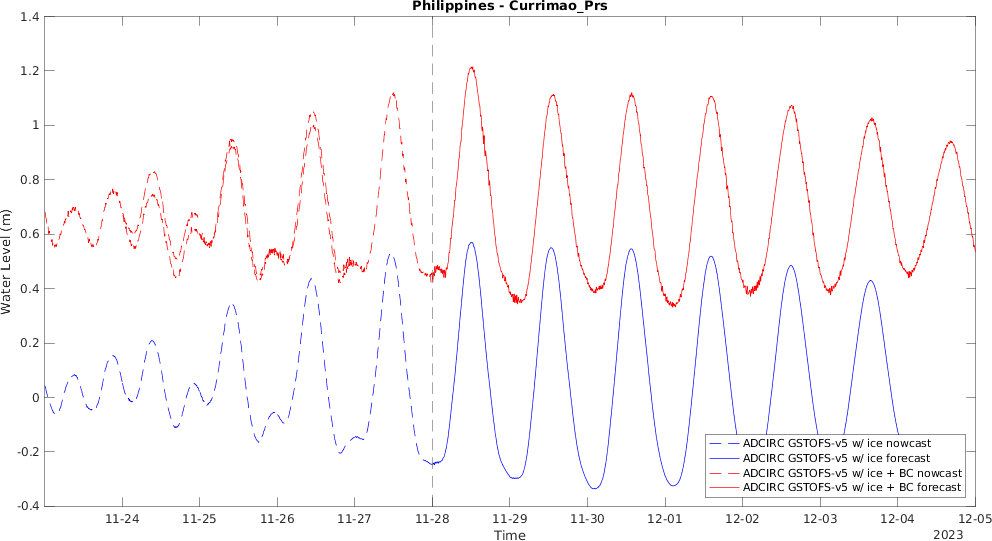 Philippines - Currimao_Prs
1.4
1.2
1
0.8
0.6
0.4
0.2
0
-0.2
-0.4
Water Level (m)
ADCIRC GSTOFS-v5 w/ ice nowcast
ADCIRC GSTOFS-v5 w/ ice forecast
ADCIRC GSTOFS-v5 w/ ice + BC nowcast
ADCIRC GSTOFS-v5 w/ ice + BC forecast
11-24 11-25 11-26 11-27 11-28 11-29 11-30 12-01 12-02 12-03 12-04 12-05
Time
2023